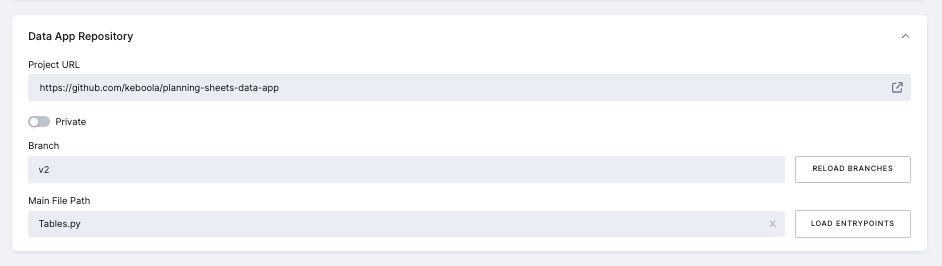 Data App Repository
Project URL
https://github.com/keboola/planning-sheets-data-app
Private
Branch
v2
RELOAD BRANCHES
Main File Path
Tables.py
LOAD ENTRYPOINTS